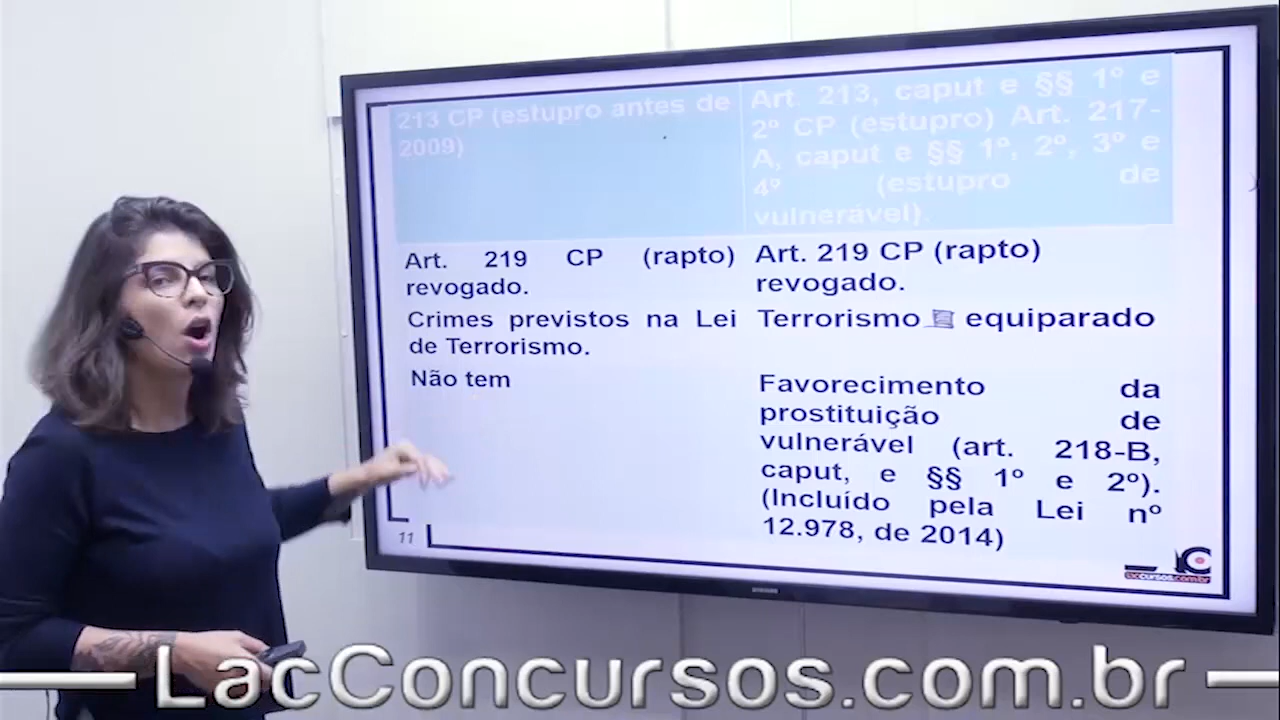 213 CP (estupro antes de
2009)
Art. 213, caput e §§ 1º e
2º CP (estupro) Art. 217-
A, caput e §§ 1º, 2º, 3º e
4º (estupro de
vulnerável).
Art. 219 CP (rapto)
revogado.
Art. 219 CP (rapto)
revogado.
Crimes previstos na Lei
de Terrorismo.
Terrorismo equiparado
Não tem
Favorecimento da
prostituição de
vulnerável (art. 218-B,
caput, e §§ 1º e 2º).
(Incluído pela Lei nº
12.978, de 2014)
11
laccursos.com.br
LacConcursos.com.br